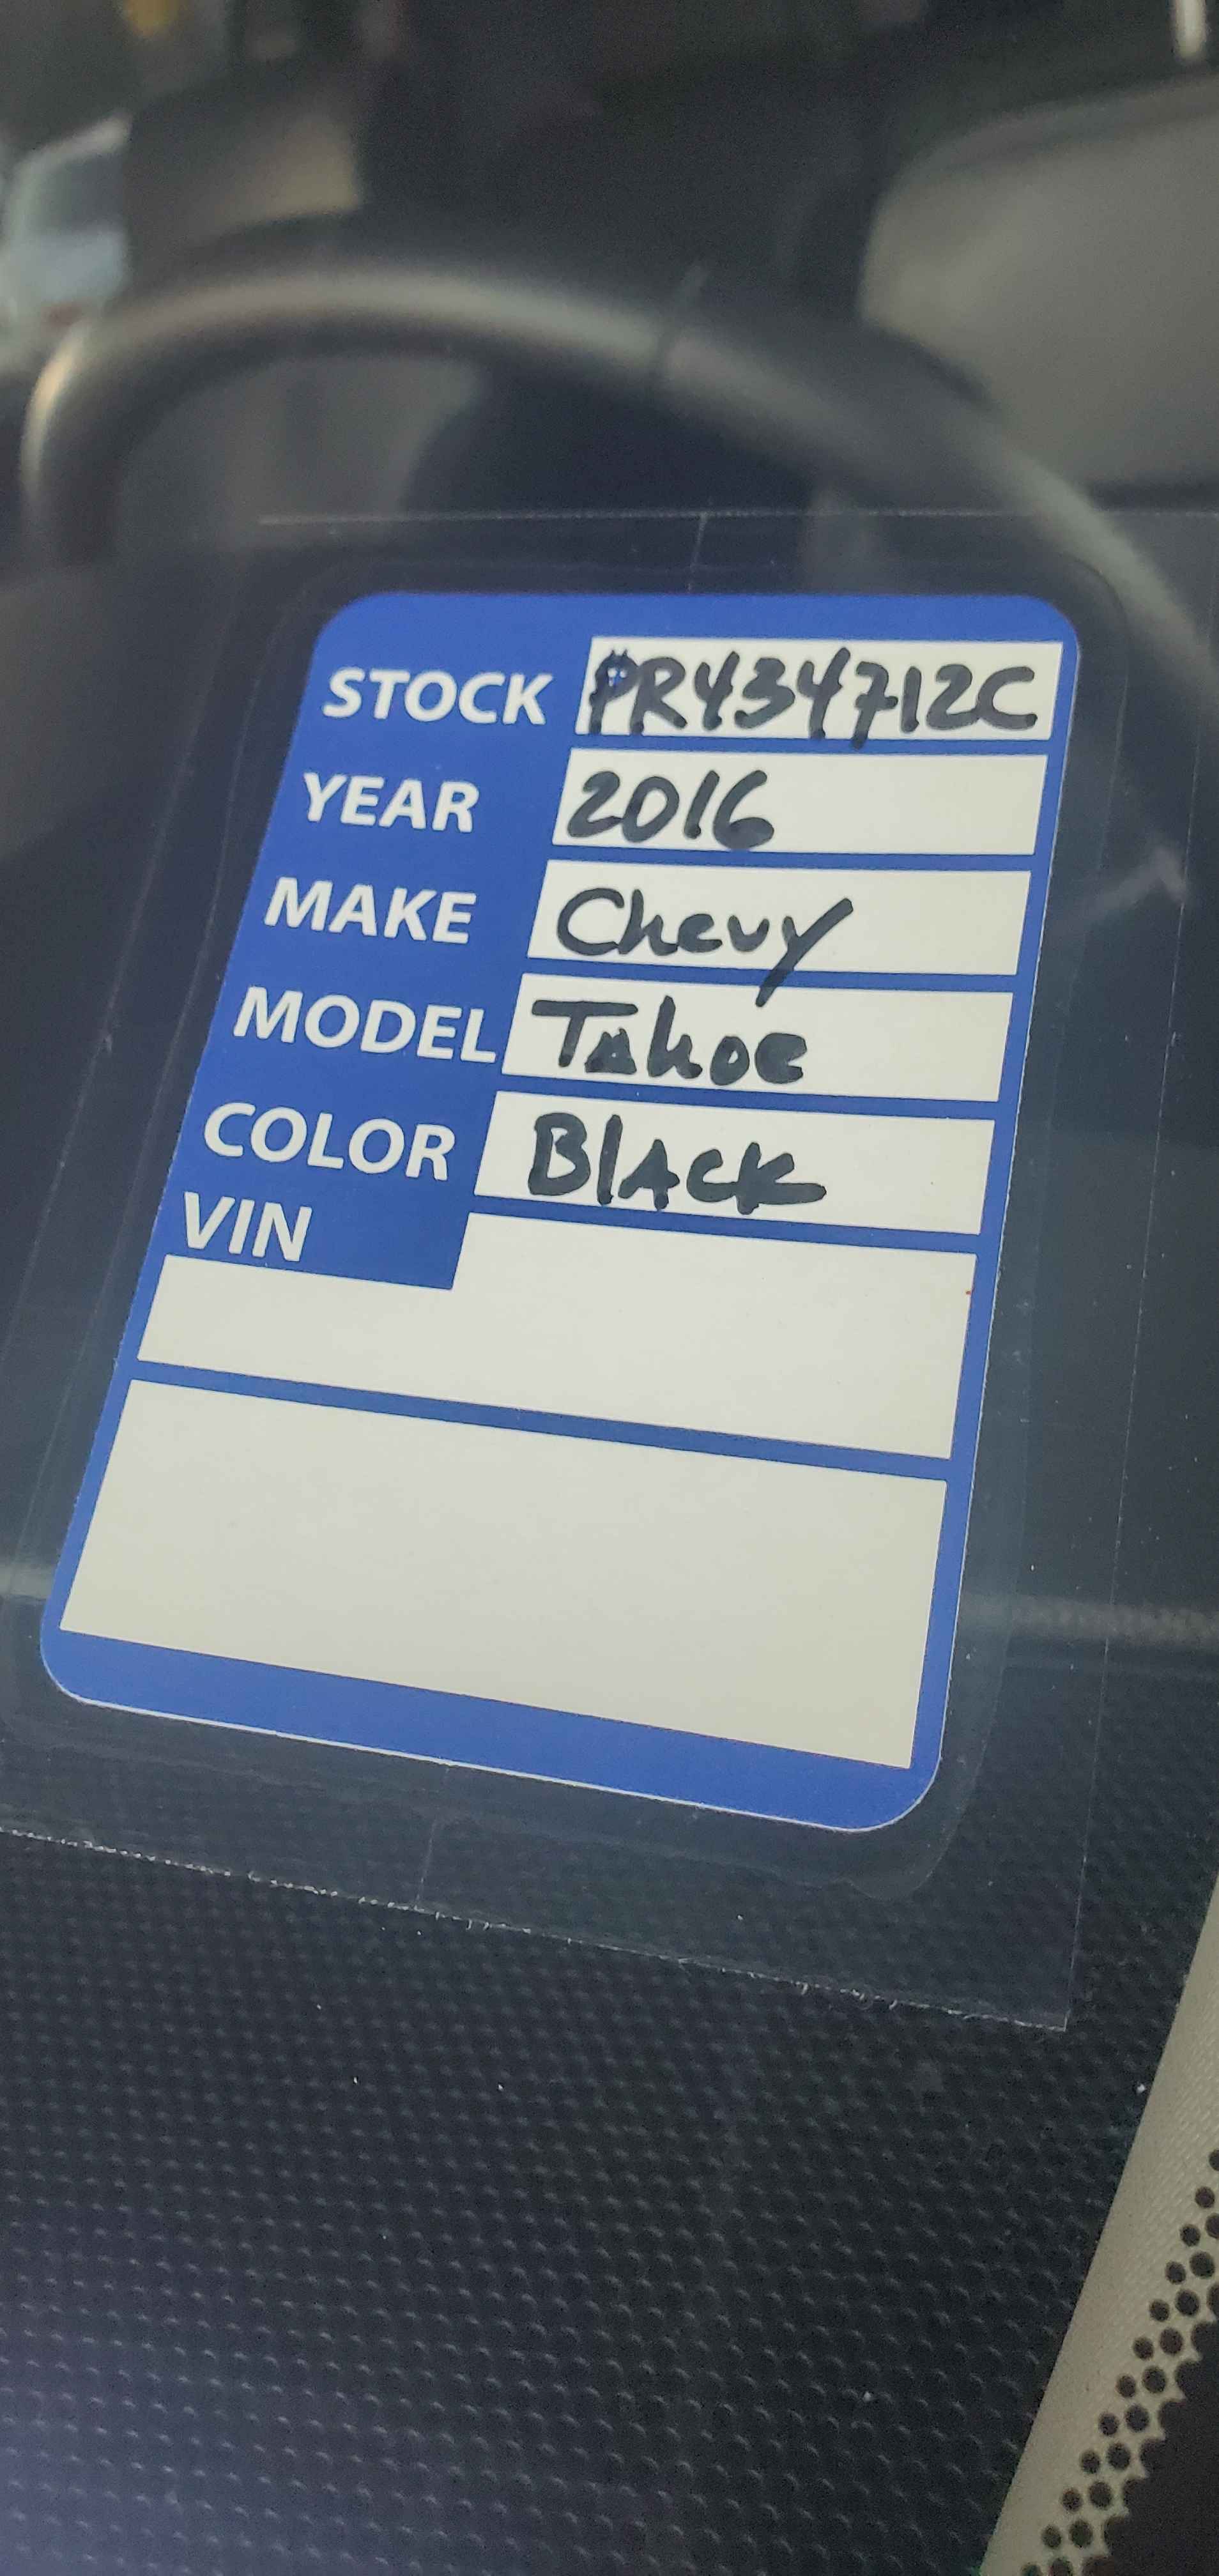 STOCK PR434712C
YEAR 2016
MAKE Chevy
MODEL Tahoe
COLOR Black
VIN